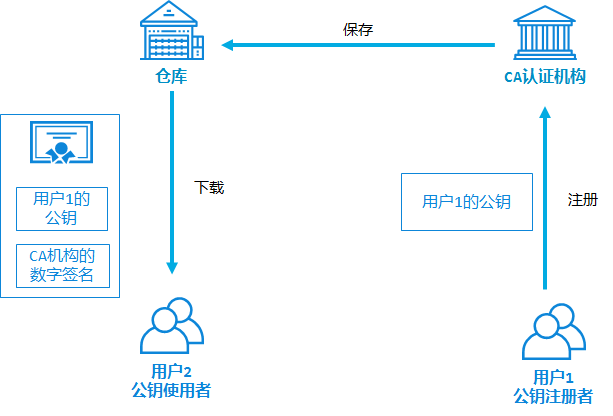 保存
仓库
CA认证机构
用户1的
公钥
CA机构的
数字签名
下载
用户1的公钥
注册
用户2
公钥使用者
用户1
公钥注册者